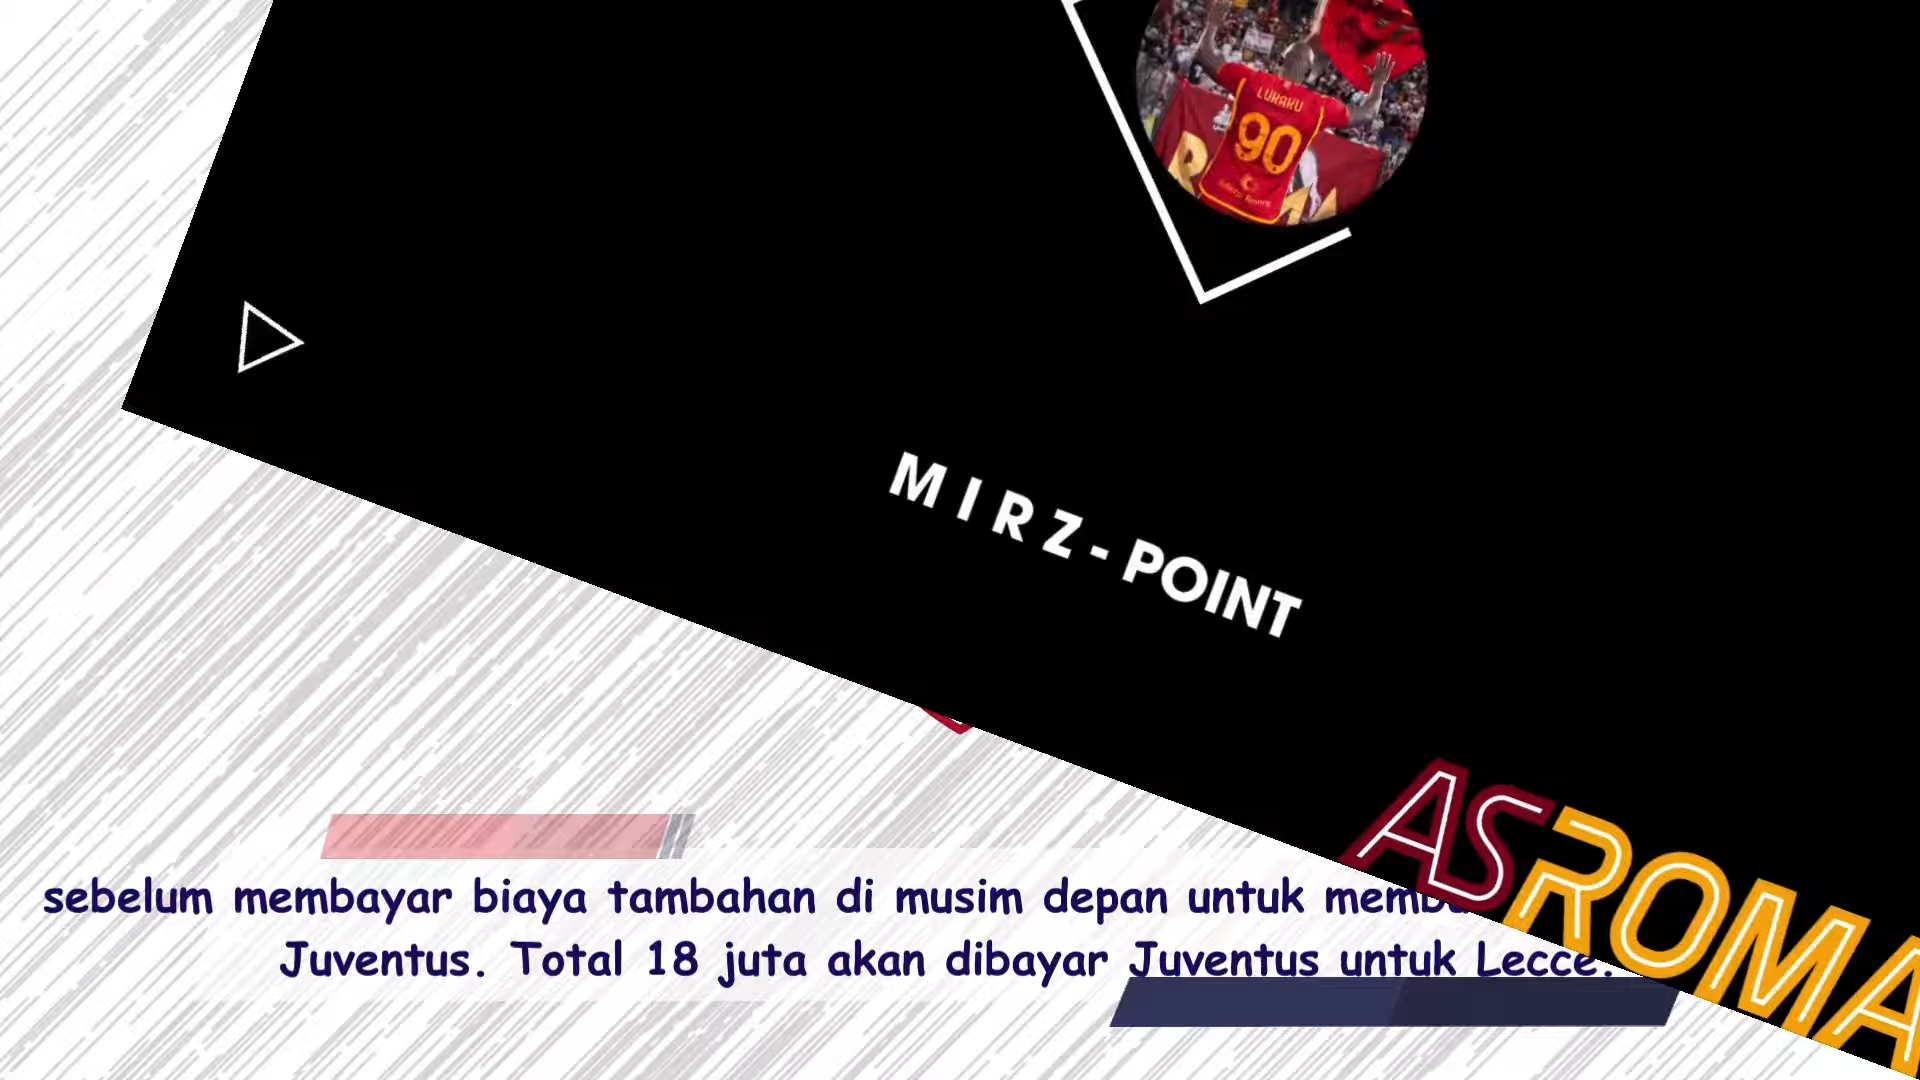 LUKAKU
90
M I R Z - POINT
ASROMA
sebelum membayar biaya tambahan di musim depan untuk
Juventus. Total 18 juta akan dibayar Juventus untuk Lecce.